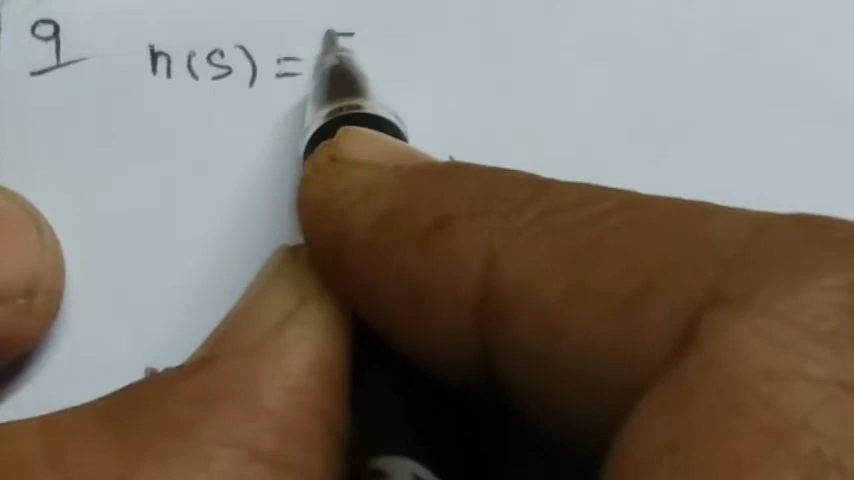 9 n(S) =